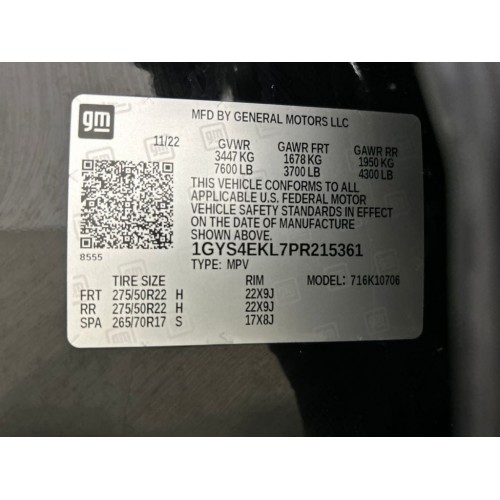 gm
MFD BY GENERAL MOTORS LLC
11/22 GVWR GAWR FRT GAWR RR
3447 KG 1678 KG 1950 KG
7600 LB 3700 LB 4300 LB
THIS VEHICLE CONFORMS TO ALL
APPLICABLE U.S. FEDERAL MOTOR
VEHICLE SAFETY STANDARDS IN EFFECT
ON THE DATE OF MANUFACTURE
SHOWN ABOVE.
8555 1GYS4EKL7PR215361
TYPE: MPV MODEL: 716K10706
TIRE SIZE RIM
FRT 275/50R22 H 22X9J
RR 275/50R22 H 22X9J
SPA 265/70R17 S 17X8J